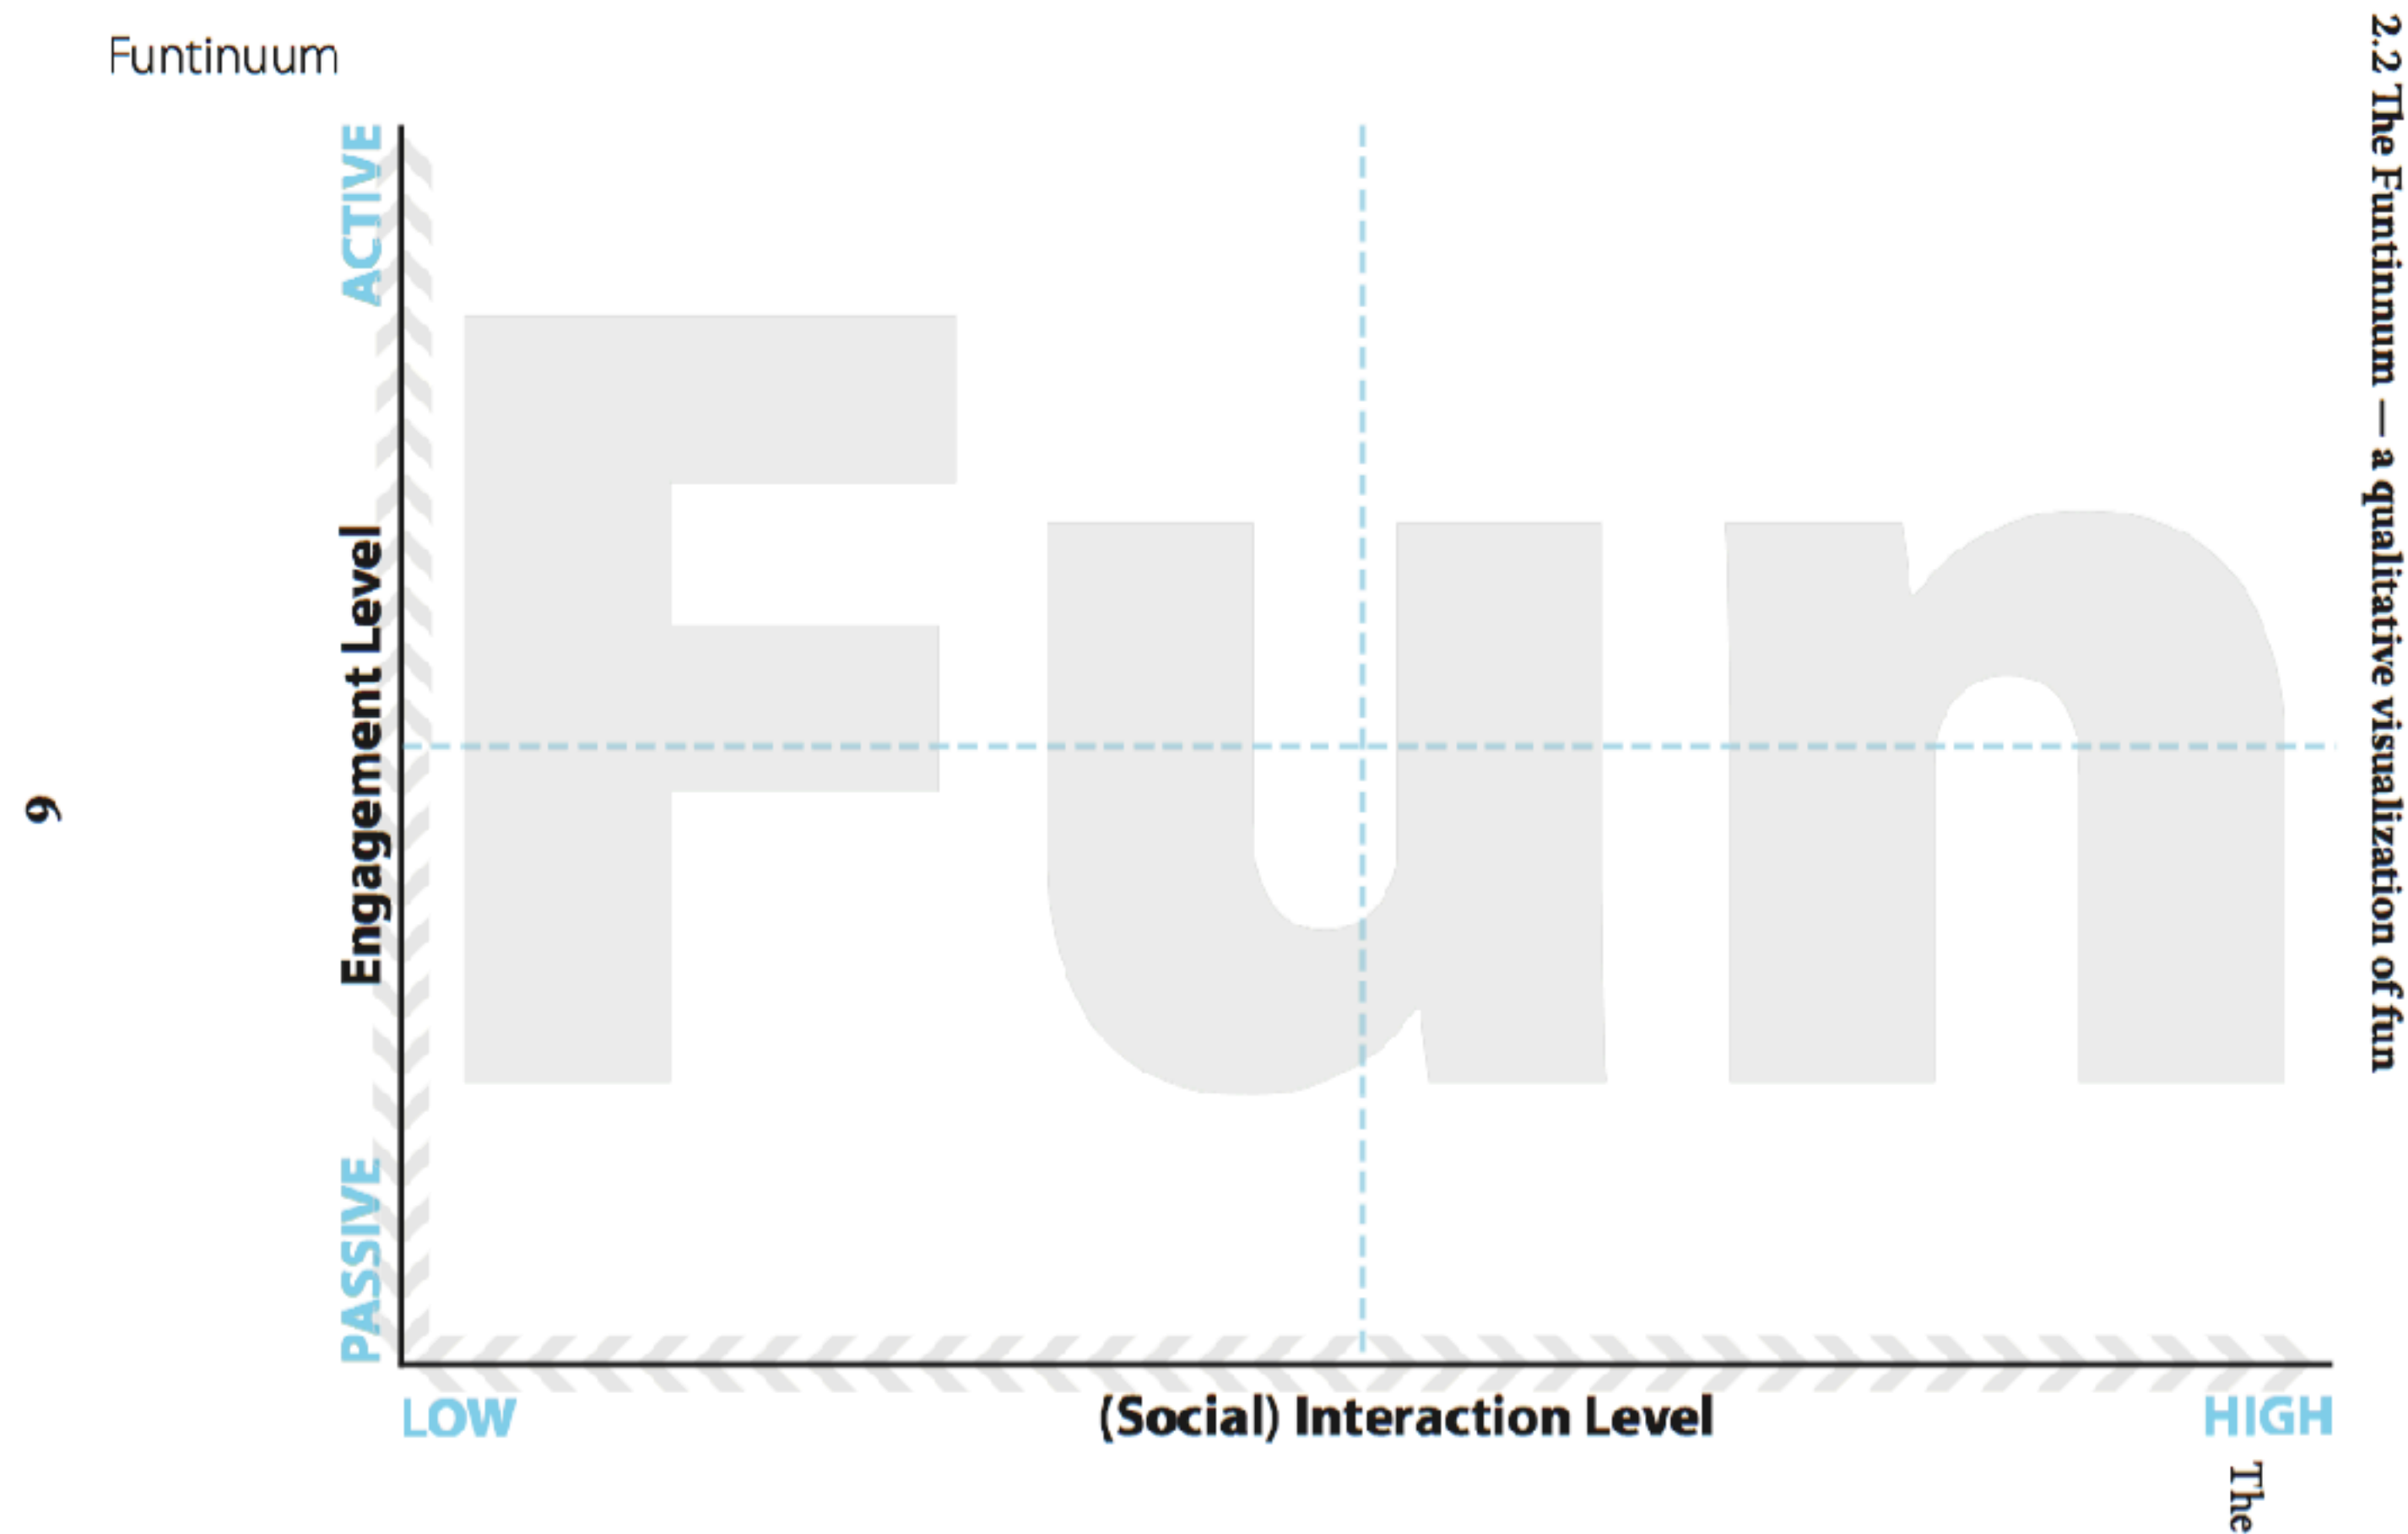 2.2 The Funtinuum — a qualitative visualization of fun
Funtinuum
ACTIVE
Engagement Level
PASSIVE
Fun
LOW
(Social) Interaction Level
HIGH
The
9